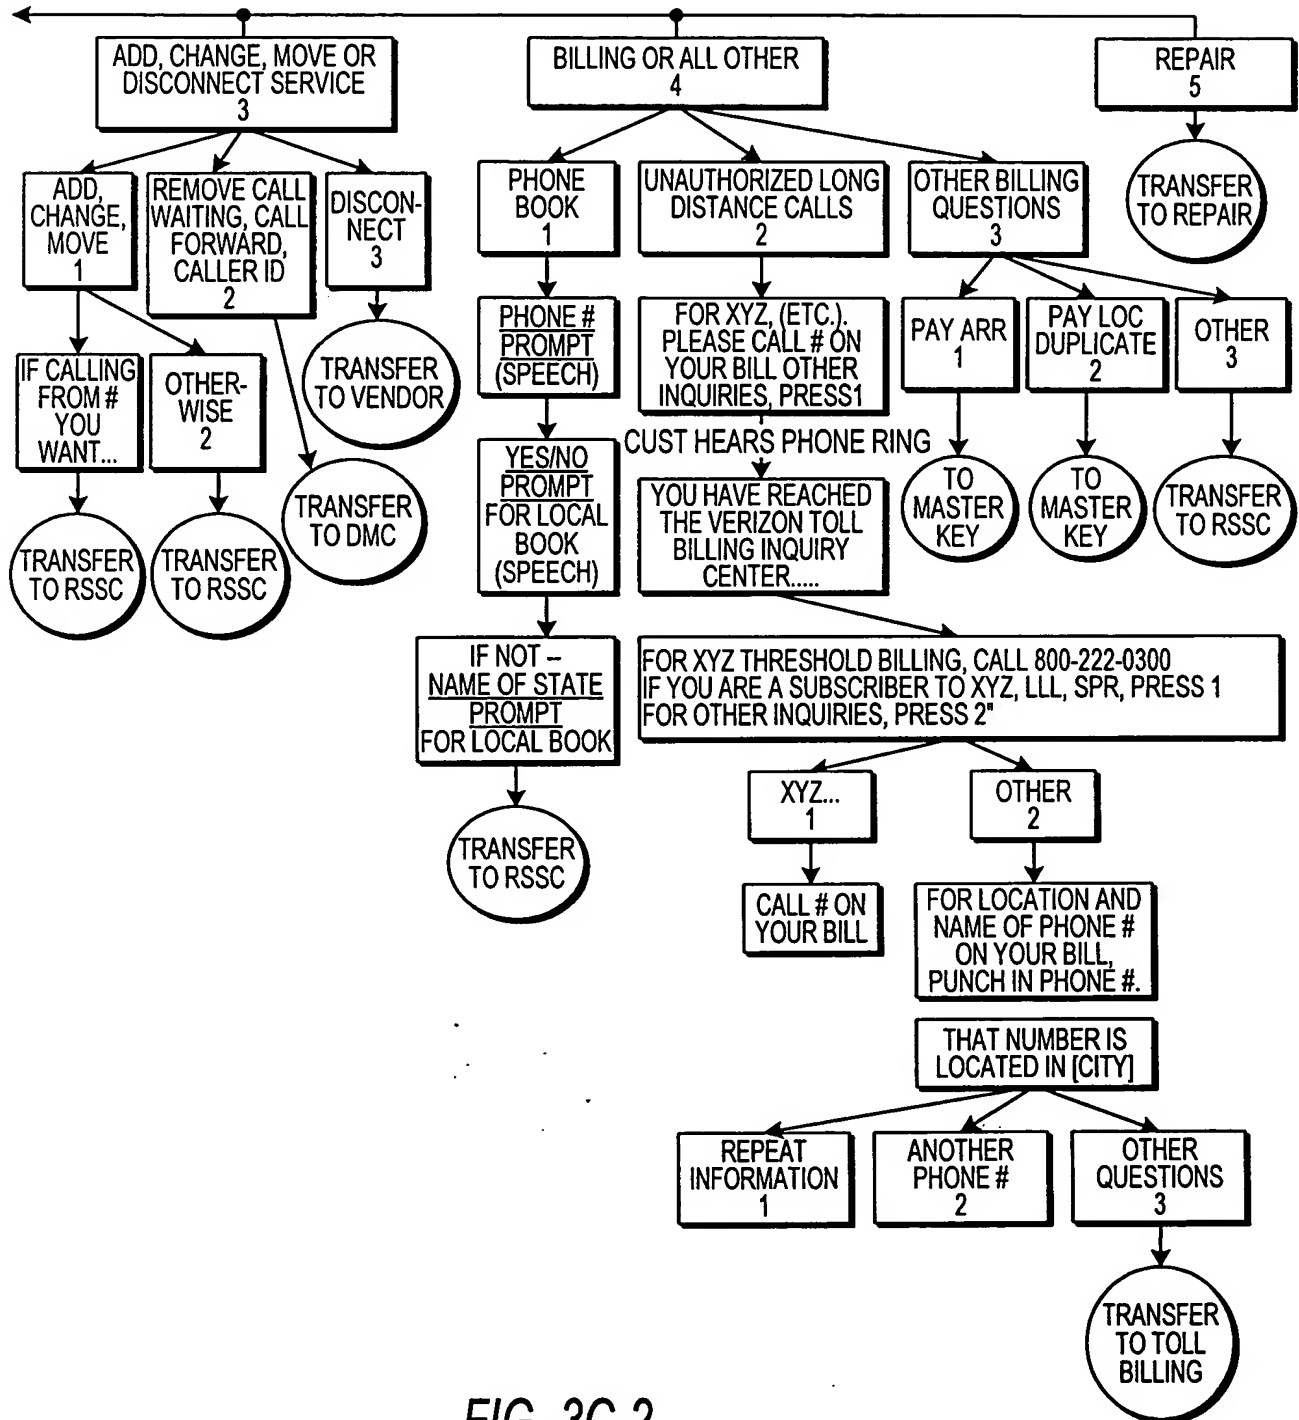 ADD, CHANGE, MOVE OR
DISCONNECT SERVICE
3
BILLING OR ALL OTHER
4
REPAIR
5
ADD,
CHANGE,
MOVE
1
REMOVE CALL
WAITING, CALL
FORWARD,
CALLER ID
2
DISCON-
NECT
3
PHONE
BOOK
1
UNAUTHORIZED LONG
DISTANCE CALLS
2
OTHER BILLING
QUESTIONS
3
TRANSFER
TO REPAIR
IF CALLING
FROM #
YOU
WANT...
OTHER-
WISE
2
TRANSFER
TO VENDOR
PHONE #
PROMPT
(SPEECH)
FOR XYZ, (ETC.).
PLEASE CALL # ON
YOUR BILL OTHER
INQUIRIES, PRESS1
PAY ARR
1
PAY LOC
DUPLICATE
2
OTHER
3
CUST HEARS PHONE RING
TRANSFER
TO RSSC
TRANSFER
TO RSSC
TRANSFER
TO DMC
YES/NO
PROMPT
FOR LOCAL
BOOK
(SPEECH)
YOU HAVE REACHED
THE VERIZON TOLL
BILLING INQUIRY
CENTER.....
TO
MASTER
KEY
TO
MASTER
KEY
TRANSFER
TO RSSC
IF NOT –
NAME OF STATE
PROMPT
FOR LOCAL BOOK
FOR XYZ THRESHOLD BILLING, CALL 800-222-0300
IF YOU ARE A SUBSCRIBER TO XYZ, LLL, SPR, PRESS 1
FOR OTHER INQUIRIES, PRESS 2"
TRANSFER
TO RSSC
XYZ...
1
OTHER
2
CALL # ON
YOUR BILL
FOR LOCATION AND
NAME OF PHONE #
ON YOUR BILL,
PUNCH IN PHONE #.
THAT NUMBER IS
LOCATED IN [CITY]
REPEAT
INFORMATION
1
ANOTHER
PHONE #
2
OTHER
QUESTIONS
3
TRANSFER
TO TOLL
BILLING
FIG. 3C-2